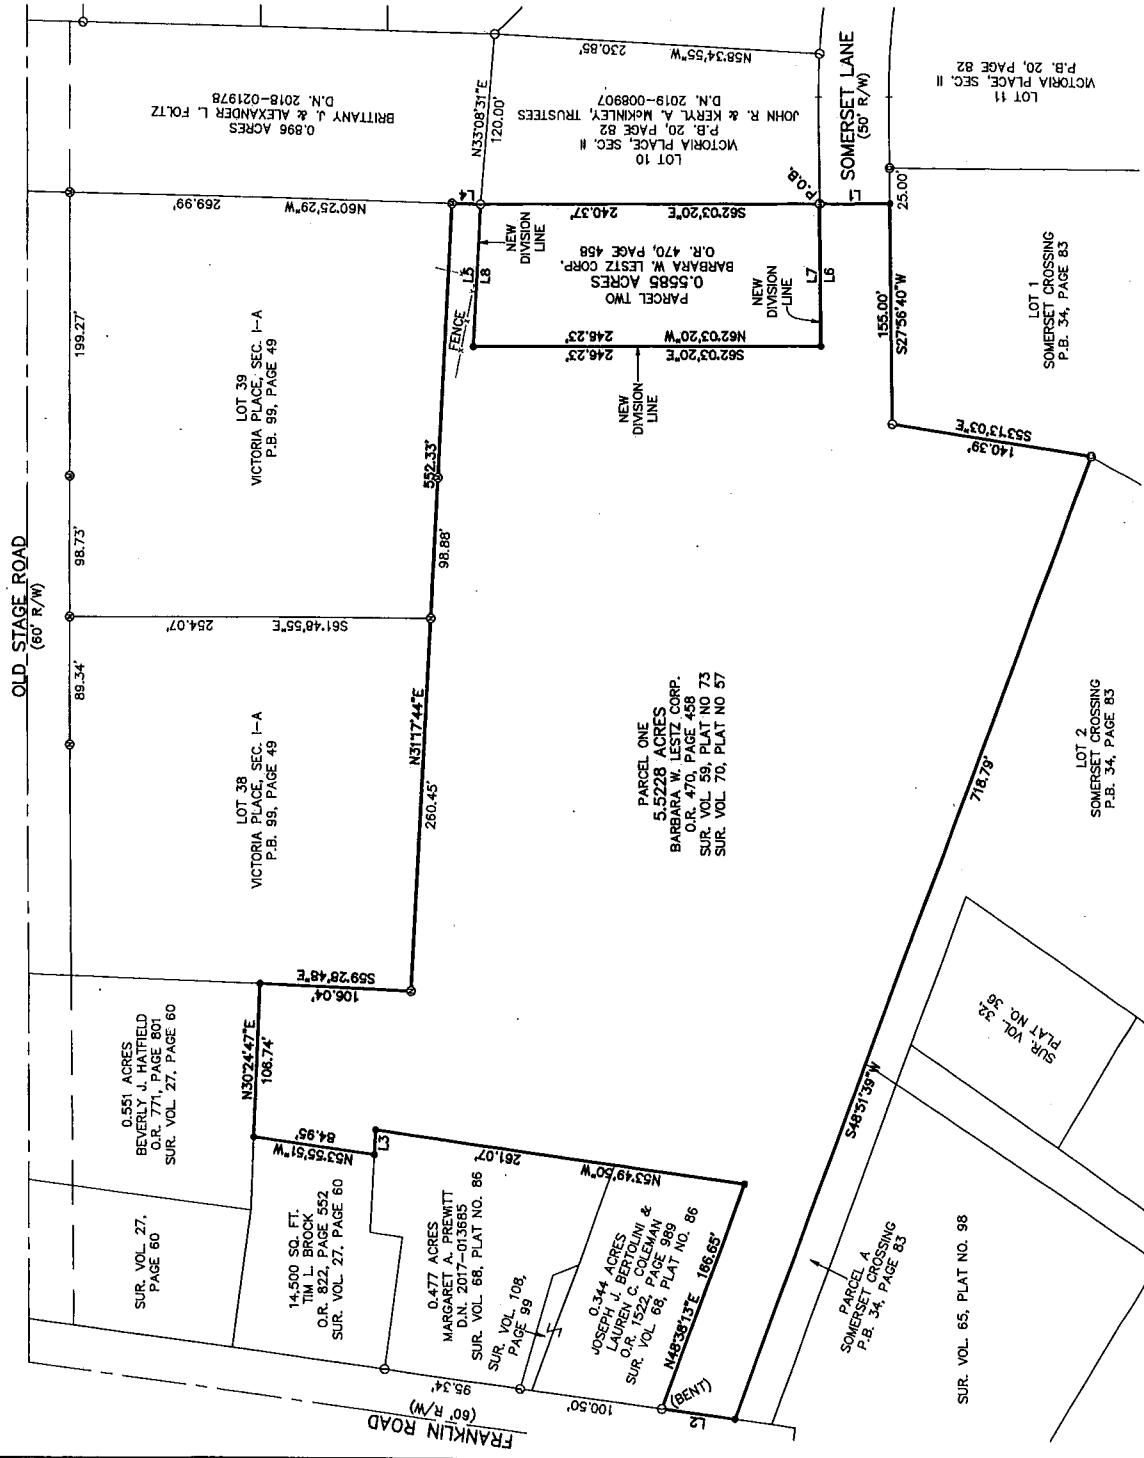 OLD STAGE ROAD
(60' R/W)
199.27'
98.73'
89.34'
0.896 ACRES
BRITTANY J. & ALEXANDER L. FOLTZ
D.N. 2018-021978
N60°25'29"W 269.99'
N33°08'31"E
120.00'
N58°34'55"W 230.85'
LOT 10
VICTORIA PLACE, SEC. II
P.B. 20, PAGE 82
JOHN R. & KERYL A. McKINLEY, TRUSTEES
D.N. 2019-008907
SOMERSET LANE
(50' R/W)
LOT 11
VICTORIA PLACE, SEC. II
P.B. 20, PAGE 82
L4
P.O.B.
L1
25.00'
S62°03'20"E 240.37'
NEW
DIVISION
LINE
L5
L8
FENCE
PARCEL TWO
0.5585 ACRES
BARBARA W. LESTZ CORP.
O.R. 470, PAGE 458
NEW
DIVISION
LINE
L7
L6
N62°03'20"W 246.23'
S62°03'20"E 246.23'
NEW
DIVISION
LINE
155.00'
S27°56'40"W
LOT 1
SOMERSET CROSSING
P.B. 34, PAGE 83
S53°13'03"E
140.39'
LOT 39
VICTORIA PLACE, SEC. I-A
P.B. 99, PAGE 49
552.33'
98.88'
S61°48'55"E 254.07'
N31°17'44"E
260.45'
LOT 38
VICTORIA PLACE, SEC. I-A
P.B. 99, PAGE 49
PARCEL ONE
5.5228 ACRES
BARBARA W. LESTZ CORP.
O.R. 470, PAGE 458
SUR. VOL 59, PLAT NO 73
SUR. VOL. 70, PLAT NO 57
718.79'
LOT 2
SOMERSET CROSSING
P.B. 34, PAGE 83
S59°28'48"E
106.04'
N30°24'47"E
106.74'
0.551 ACRES
BEVERLY J. HATFIELD
O.R. 771, PAGE 801
SUR. VOL 27, PAGE 60
N53°55'51"W
84.95'
L3
SUR. VOL. 32,
PLAT NO. 36
S48°51'39"W
SUR. VOL 27,
PAGE 60
14,500 SQ. FT.
TIM L. BROCK
O.R. 822, PAGE 552
SUR. VOL 27, PAGE 60
N53°49'50"W 261.07'
0.477 ACRES
MARGARET A. PREWITT
D.N. 2017-013685
SUR. VOL 68, PLAT NO. 86
SUR. VOL. 108,
PAGE 99
0.344 ACRES
JOSEPH J. BERTOLINI &
LAUREN C. COLEMAN
O.R. 1522, PAGE 989
SUR. VOL 68, PLAT NO. 86
N48°38'13"E 166.65'
PARCEL A
SOMERSET CROSSING
P.B. 34, PAGE 83
SUR. VOL. 65, PLAT NO. 98
95.34'
100.50'
(BENT)
L2
FRANKLIN ROAD
(60' R/W)